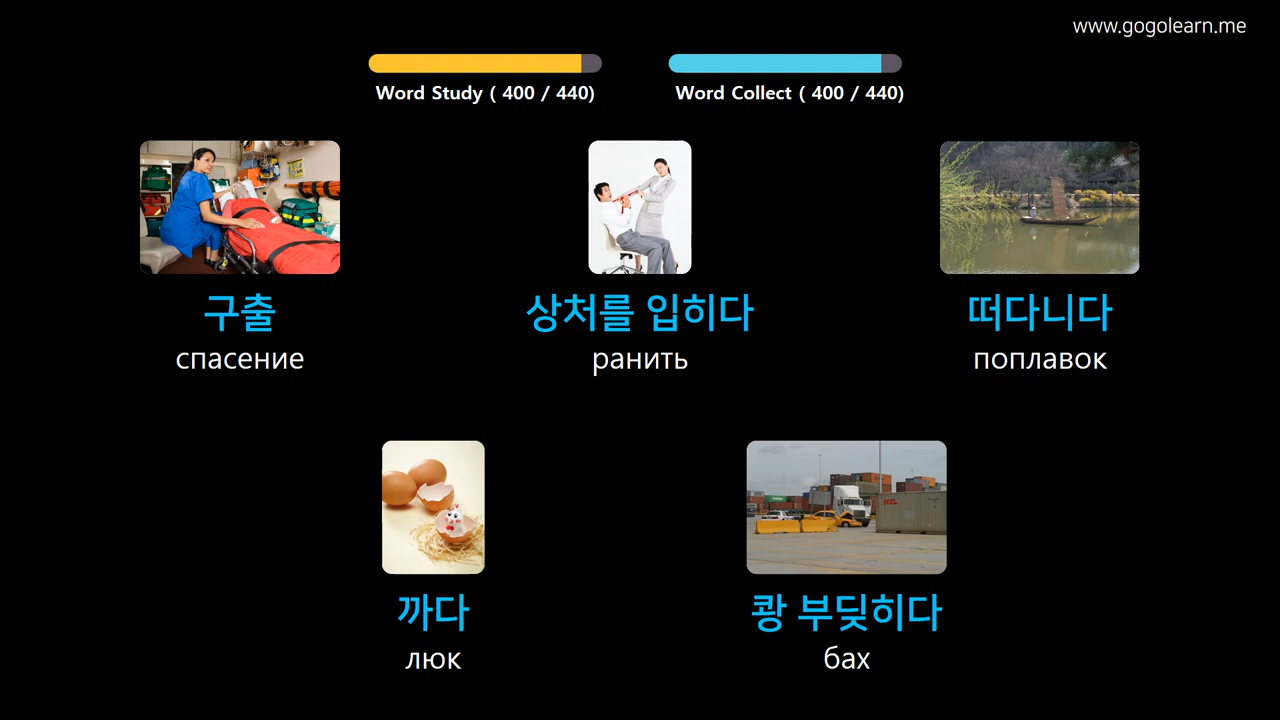 www.gogolearn.me
Word Study ( 400 / 440)
Word Collect ( 400 / 440)
구출
спасение
상처를 입히다
ранить
떠다니다
поплавок
까다
люк
쾅 부딪히다
бах